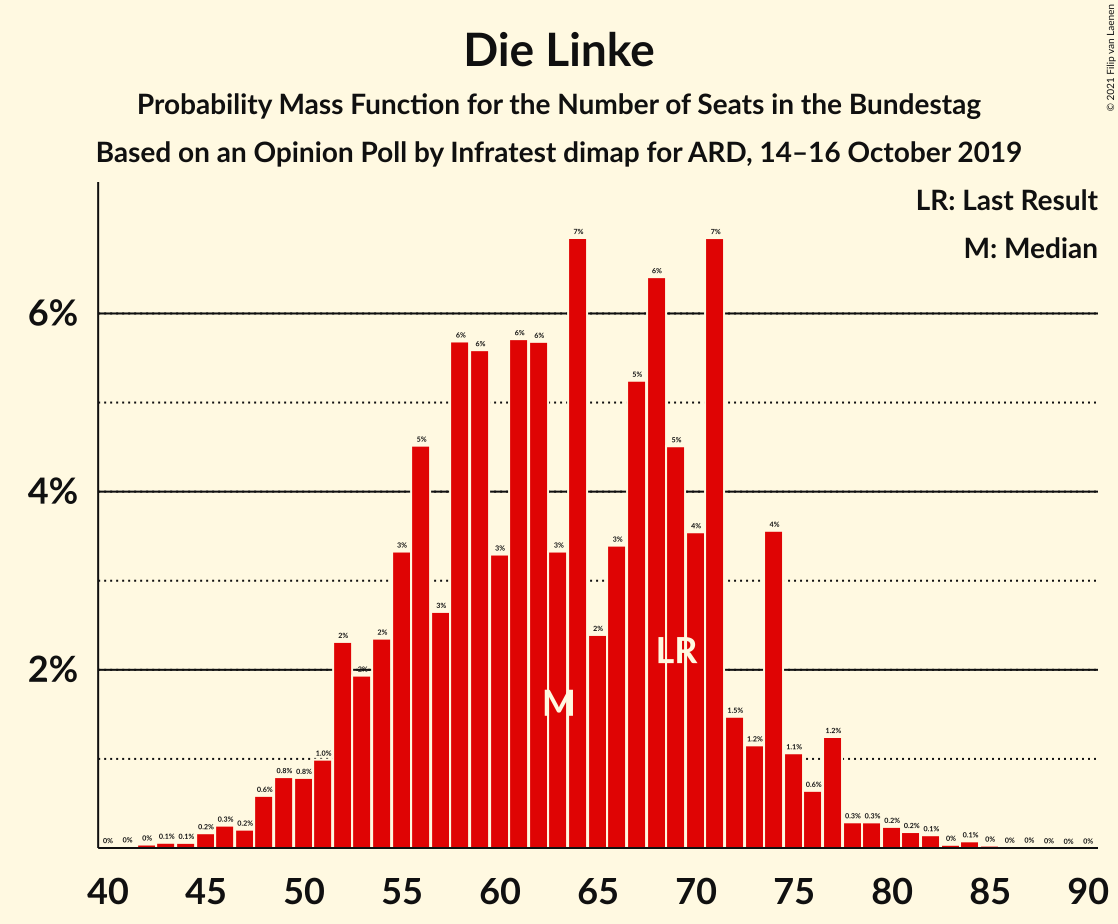 Die Linke
Probability Mass Function for the Number of Seats in the Bundestag
Based on an Opinion Poll by Infratest dimap for ARD, 14–16 October 2019
© 2021 Filip van Laenen
LR: Last Result
M: Median
6%
4%
2%
0% 0% 0% 0.1% 0.1% 0.2% 0.3% 0.2% 0.6% 0.8% 0.8% 1.0% 2% 2% 2% 3% 5% 3% 6% 6% 3% 6% 6% 3% 7% 2% 3% 5% 6% 5% 4% 7% 1.5% 1.2% 4% 1.1% 0.6% 1.2% 0.3% 0.3% 0.2% 0.2% 0.1% 0% 0.1% 0% 0% 0% 0% 0% 0%
LR
M
40 45 50 55 60 65 70 75 80 85 90